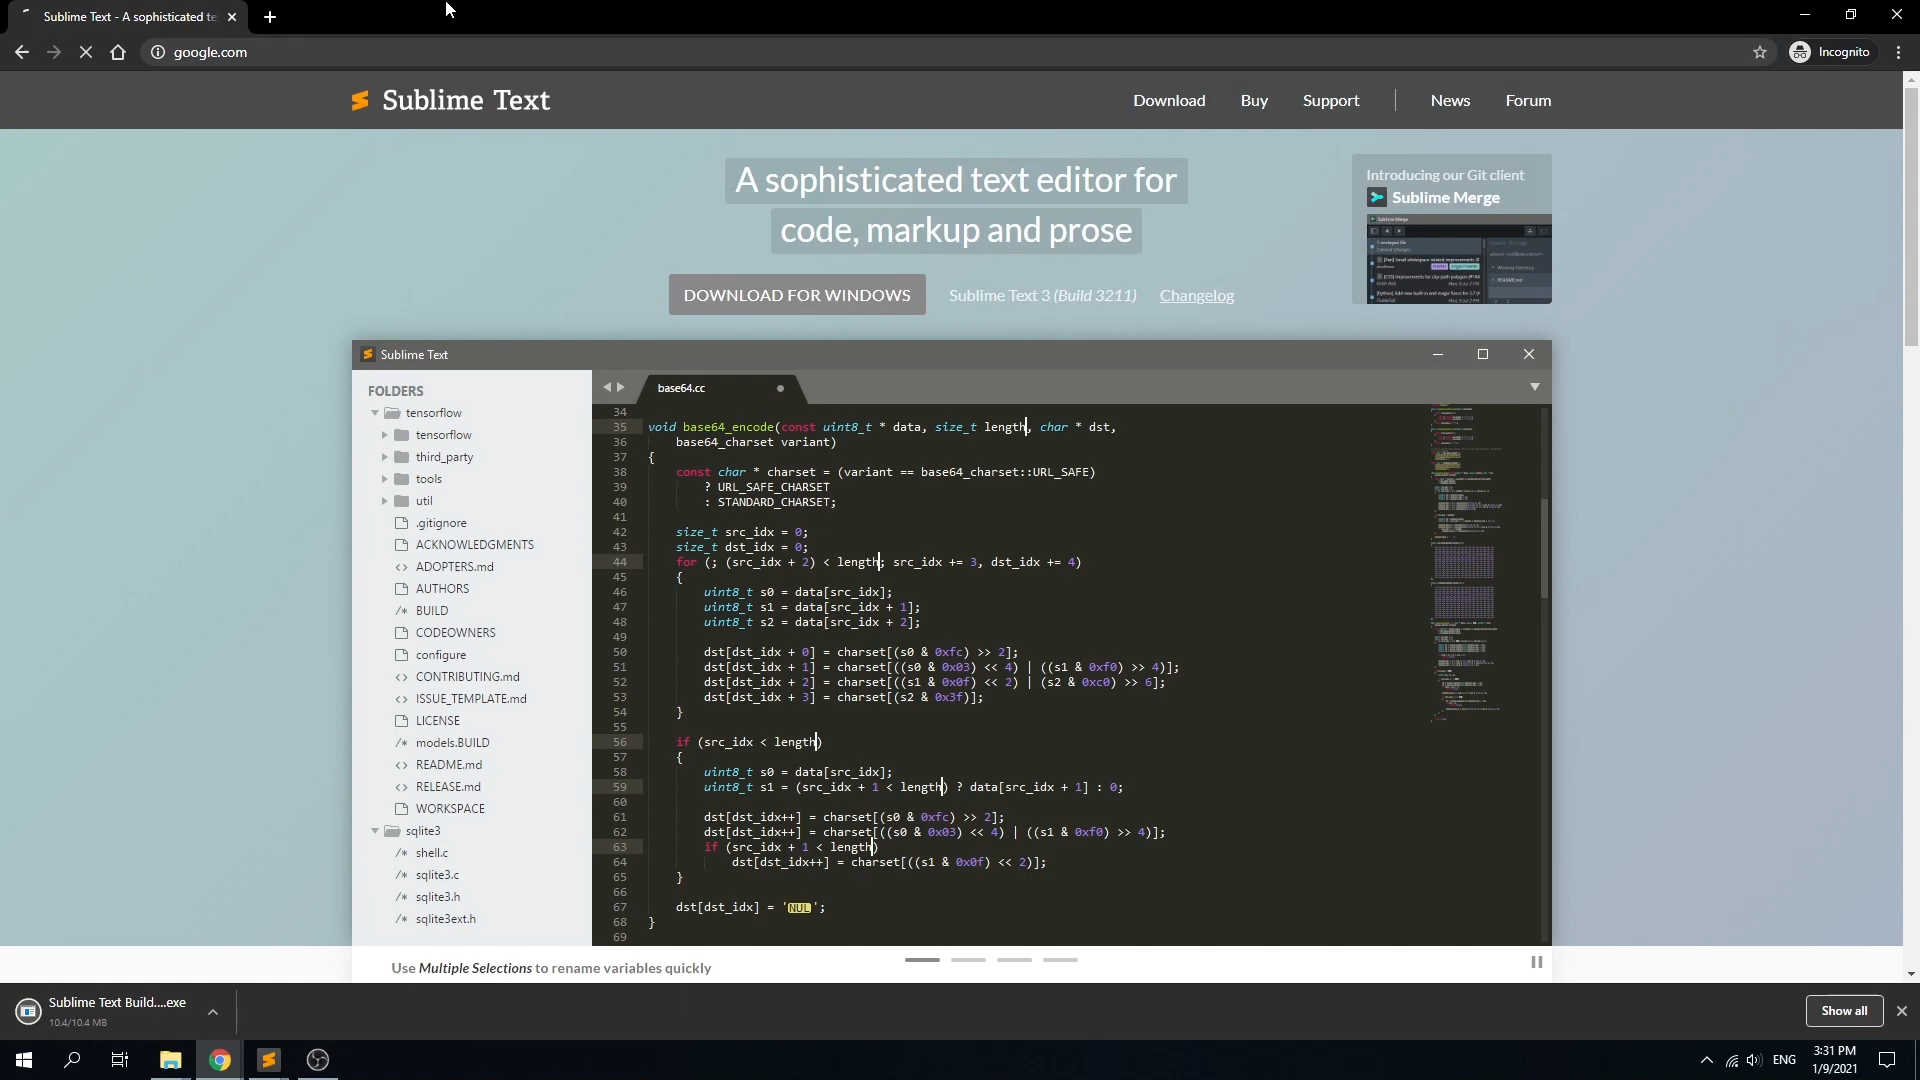 Sublime Text - A sophisticated te
google.com
Incognito
Sublime Text
Download
Buy
Support
News
Forum
A sophisticated text editor for
code, markup and prose
DOWNLOAD FOR WINDOWS
Sublime Text 3 (Build 3211)
Changelog
Introducing our Git client
Sublime Merge
Sublime Merge
Sublime Text
FOLDERS
tensorflow
tensorflow
third_party
tools
util
.gitignore
ACKNOWLEDGMENTS
<> ADOPTERS.md
AUTHORS
/* BUILD
CODEOWNERS
configure
<> CONTRIBUTING.md
<> ISSUE_TEMPLATE.md
LICENSE
/* models.BUILD
<> README.md
<> RELEASE.md
WORKSPACE
sqlite3
/* shell.c
/* sqlite3.c
/* sqlite3.h
/* sqlite3ext.h
base64.cc
34
35 void base64_encode(const uint8_t * data, size_t length, char * dst,
36 base64_charset variant)
37 {
38 const char * charset = (variant == base64_charset::URL_SAFE)
39 ? URL_SAFE_CHARSET
40 : STANDARD_CHARSET;
41
42 size_t src_idx = 0;
43 size_t dst_idx = 0;
44 for (; (src_idx + 2) < length; src_idx += 3, dst_idx += 4)
45 {
46 uint8_t s0 = data[src_idx];
47 uint8_t s1 = data[src_idx + 1];
48 uint8_t s2 = data[src_idx + 2];
49
50 dst[dst_idx + 0] = charset[(s0 & 0xfc) >> 2];
51 dst[dst_idx + 1] = charset[((s0 & 0x03) << 4) | ((s1 & 0xf0) >> 4)];
52 dst[dst_idx + 2] = charset[((s1 & 0x0f) << 2) | (s2 & 0xc0) >> 6];
53 dst[dst_idx + 3] = charset[(s2 & 0x3f)];
54 }
55
56 if (src_idx < length)
57 {
58 uint8_t s0 = data[src_idx];
59 uint8_t s1 = (src_idx + 1 < length) ? data[src_idx + 1] : 0;
60
61 dst[dst_idx++] = charset[(s0 & 0xfc) >> 2];
62 dst[dst_idx++] = charset[((s0 & 0x03) << 4) | ((s1 & 0xf0) >> 4)];
63 if (src_idx + 1 < length)
64 dst[dst_idx++] = charset[((s1 & 0x0f) << 2)];
65 }
66
67 dst[dst_idx] = 'NUL';
68 }
69
Use Multiple Selections to rename variables quickly
Sublime Text Build....exe
10.4/10.4 MB
Show all
ENG
3:31 PM
1/9/2021